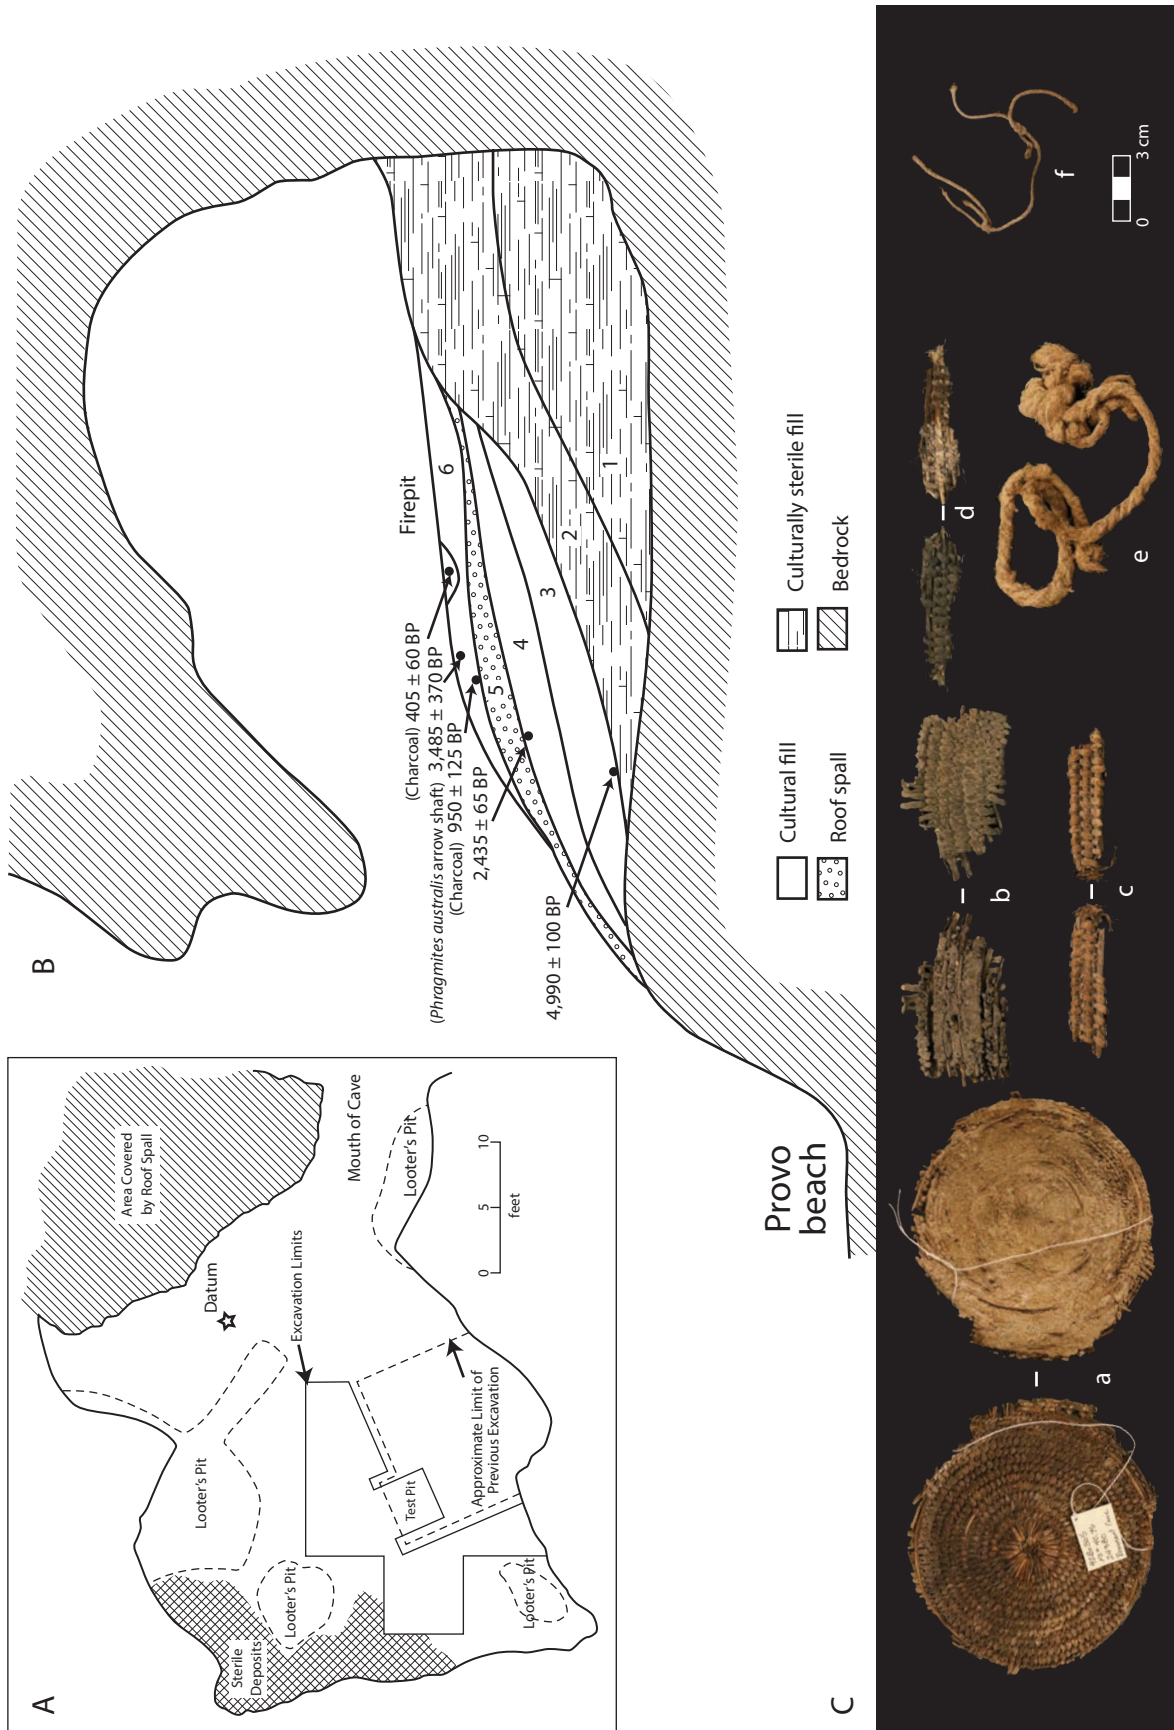 A
Area Covered
by Roof Spall
Mouth of Cave
Looter's Pit
0
5
10
feet
Datum
Excavation Limits
Looter's Pit
Test Pit
Approximate Limit of
Previous Excavation
Looter's Pit
Looter's Pit
Sterile
Deposits
B
Firepit
(Charcoal) 405 ± 60 BP
(Phragmites australis arrow shaft) 3,485 ± 370 BP
(Charcoal) 950 ± 125 BP
2,435 ± 65 BP
4,990 ± 100 BP
6
5
4
3
2
1
Provo
beach
Cultural fill
Roof spall
Culturally sterile fill
Bedrock
C
a
b
c
d
e
f
0
3 cm